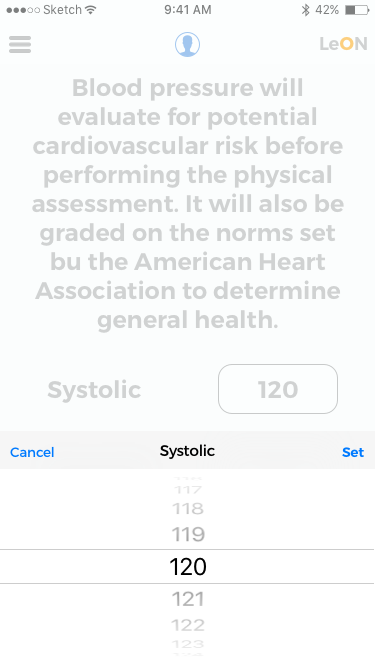 Sketch 9:41 AM 42%
LeON
Blood pressure will
evaluate for potential
cardiovascular risk before
performing the physical
assessment. It will also be
graded on the norms set
bu the American Heart
Association to determine
general health.
Systolic 120
Cancel Systolic Set
117
118
119
120
121
122
123